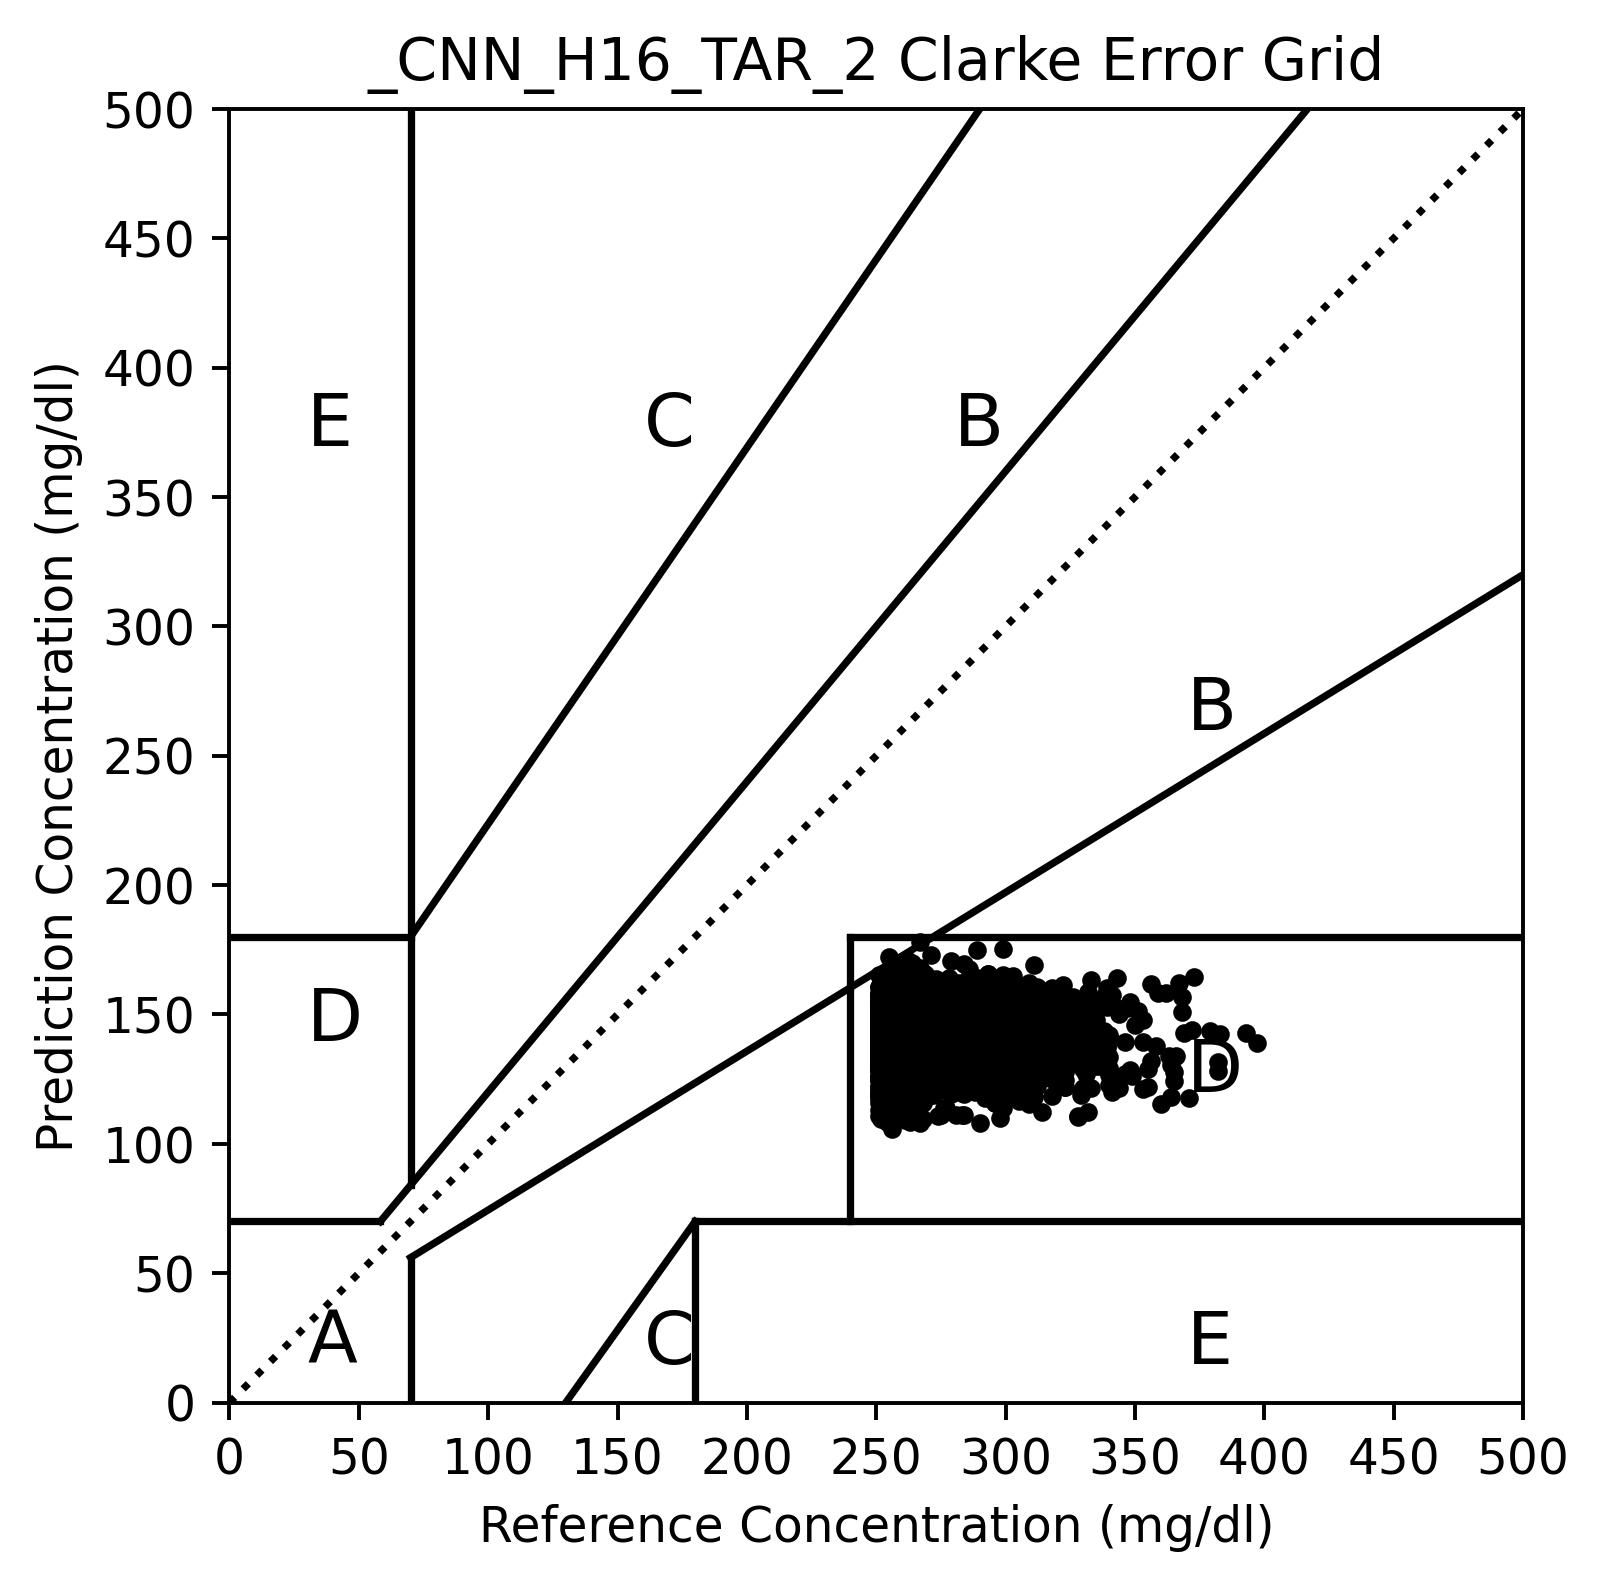 _CNN_H16_TAR_2 Clarke Error Grid
500
450
400
350
300
250
200
150
100
50
0
Prediction Concentration (mg/dl)
E
C
B
B
D
D
A
C
E
0 50 100 150 200 250 300 350 400 450 500
Reference Concentration (mg/dl)